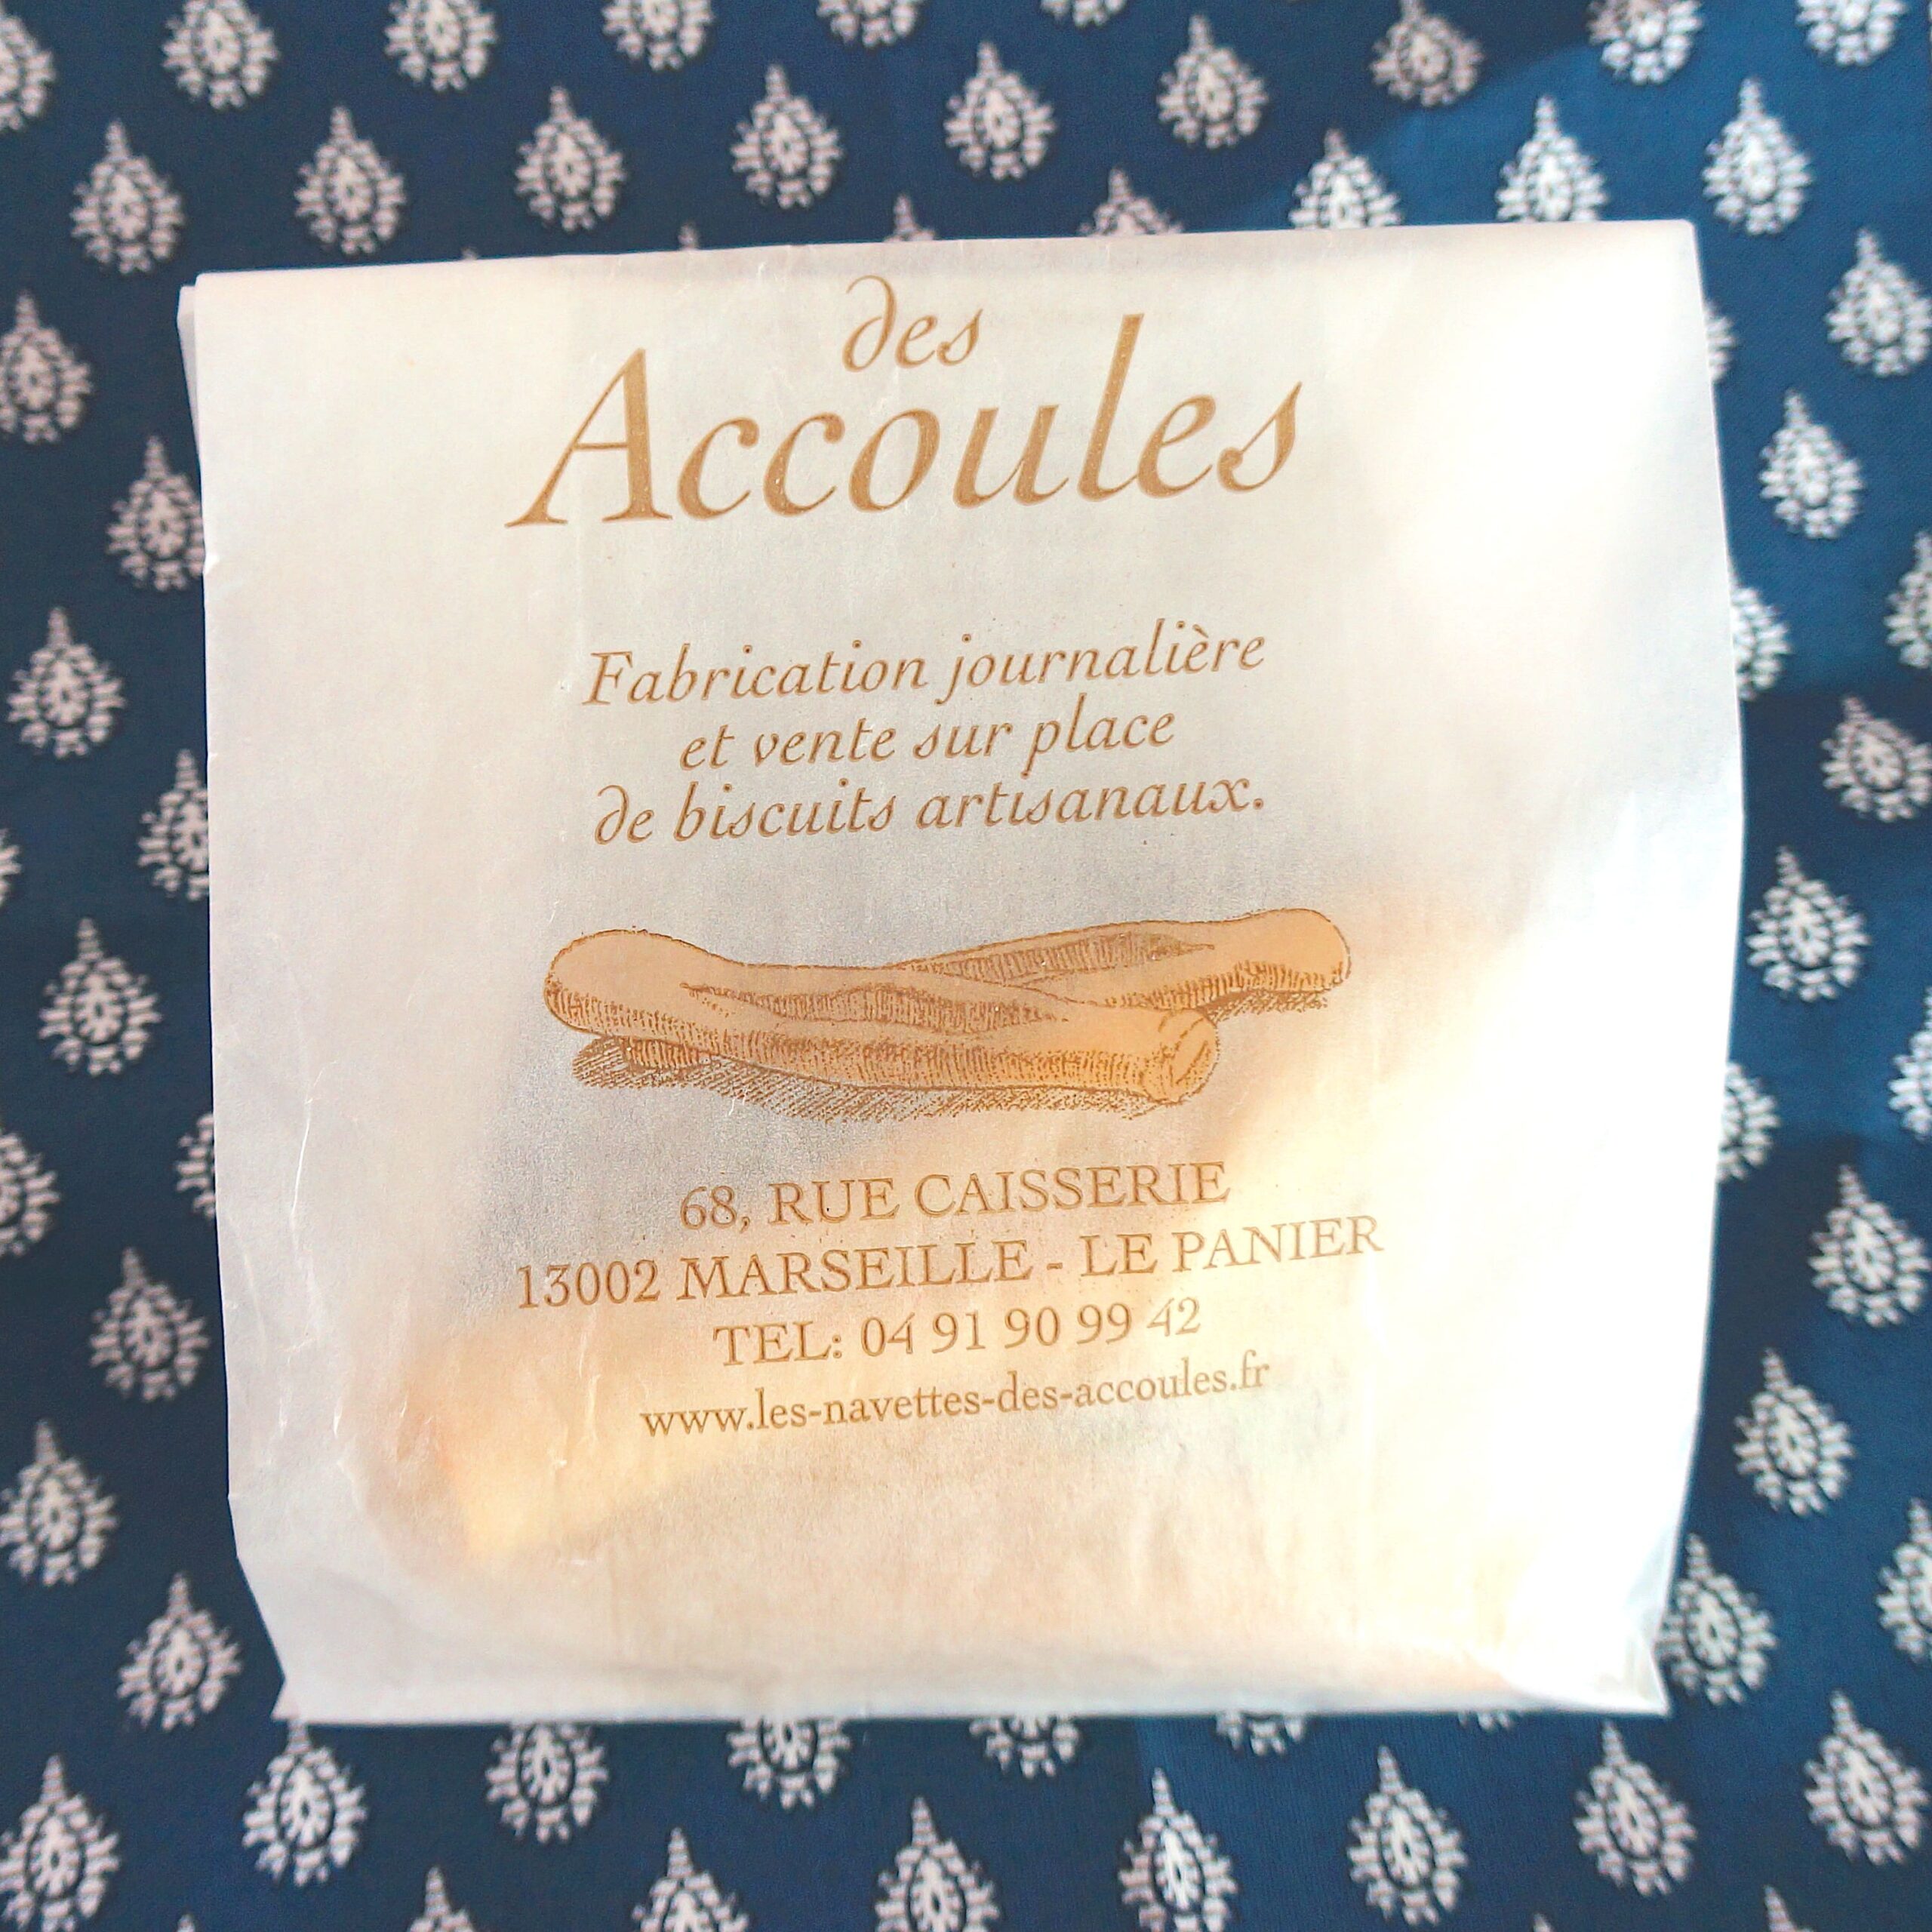 des
Accoules
Fabrication journalière
et vente sur place
de biscuits artisanaux.
68, RUE CAISSERIE
13002 MARSEILLE - LE PANIER
TEL: 04 91 90 99 42
www.les-navettes-des-accoules.fr